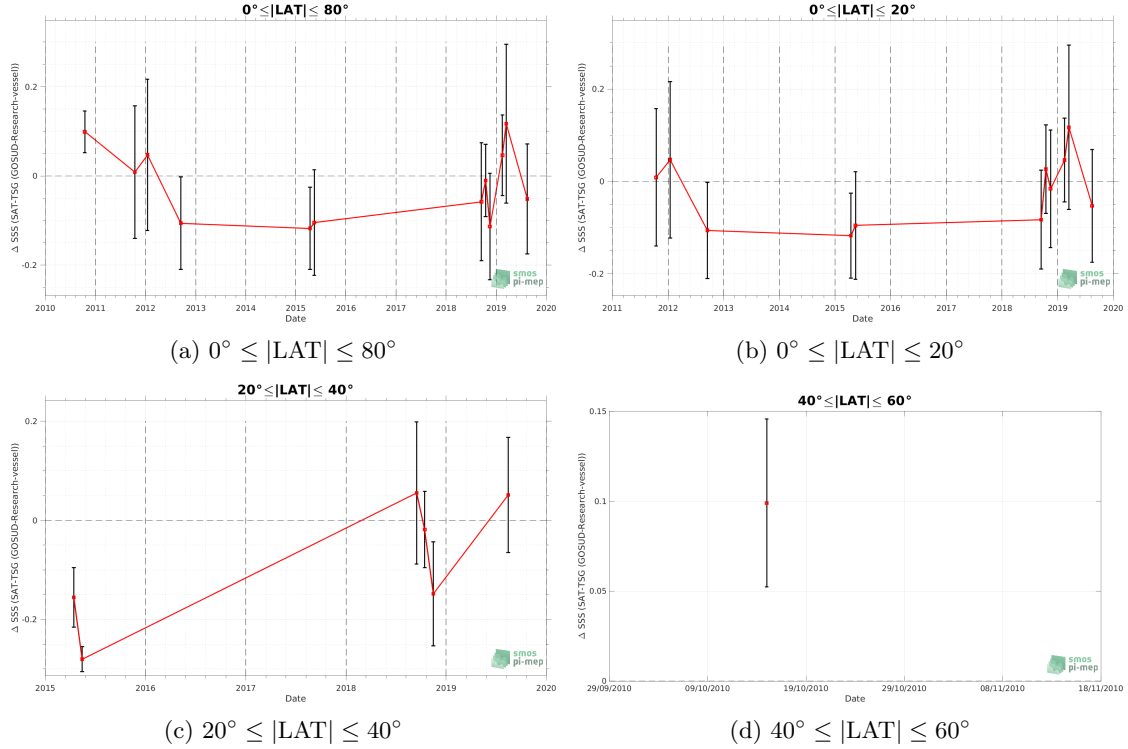 0°≤|LAT|≤ 80°
Δ SSS (SAT-TSG (GOSUD-Research-vessel))
0.2
0
-0.2
2010 2011 2012 2013 2014 2015 2016 2017 2018 2019 2020
Date
smos
pi-mep
(a) 0° ≤ |LAT| ≤ 80°
0°≤|LAT|≤ 20°
Δ SSS (SAT-TSG (GOSUD-Research-vessel))
0.2
0
-0.2
2011 2012 2013 2014 2015 2016 2017 2018 2019 2020
Date
smos
pi-mep
(b) 0° ≤ |LAT| ≤ 20°
20°≤|LAT|≤ 40°
Δ SSS (SAT-TSG (GOSUD-Research-vessel))
0.2
0
-0.2
2015 2016 2017 2018 2019 2020
Date
smos
pi-mep
(c) 20° ≤ |LAT| ≤ 40°
40°≤|LAT|≤ 60°
Δ SSS (SAT-TSG (GOSUD-Research-vessel))
0.15
0.1
0.05
0
29/09/2010 09/10/2010 19/10/2010 29/10/2010 08/11/2010 18/11/2010
Date
smos
pi-mep
(d) 40° ≤ |LAT| ≤ 60°